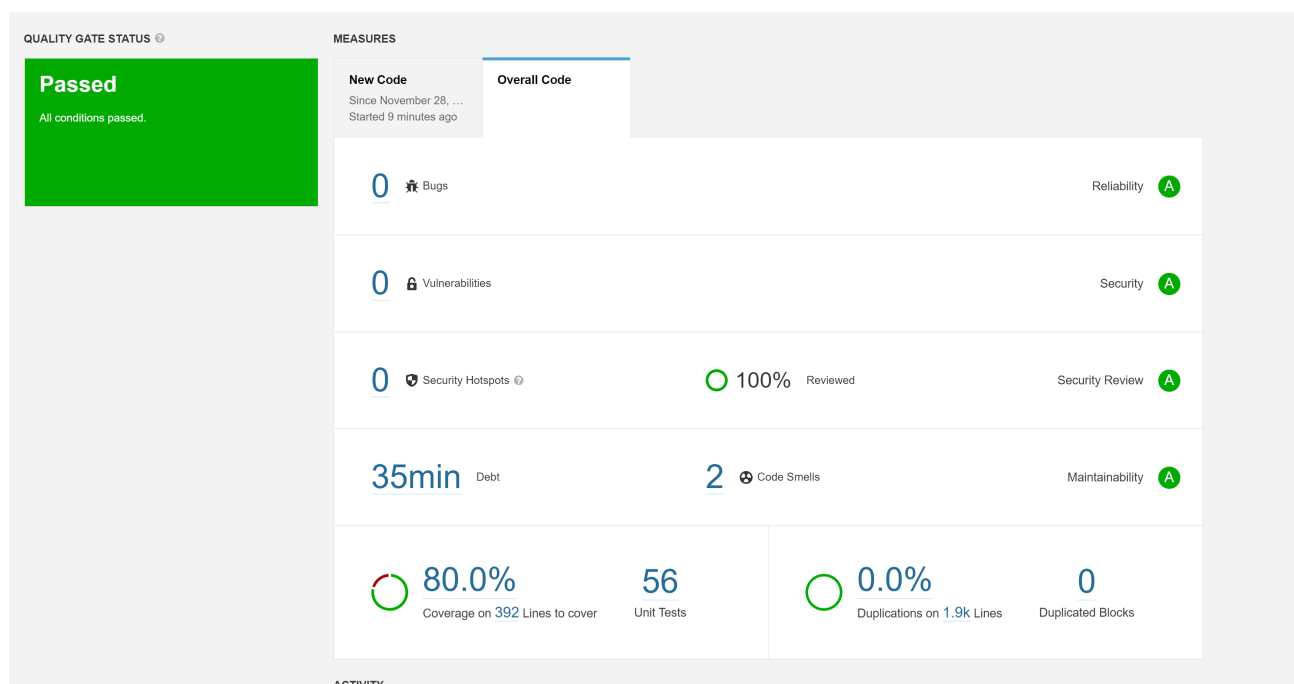 QUALITY GATE STATUS
MEASURES
Passed
All conditions passed.
New Code
Since November 28, ...
Started 9 minutes ago
Overall Code
0 Bugs
Reliability A
0 Vulnerabilities
Security A
0 Security Hotspots
100% Reviewed
Security Review A
35min Debt
2 Code Smells
Maintainability A
80.0%
Coverage on 392 Lines to cover
56
Unit Tests
0.0%
Duplications on 1.9k Lines
0
Duplicated Blocks
ACTIVITY